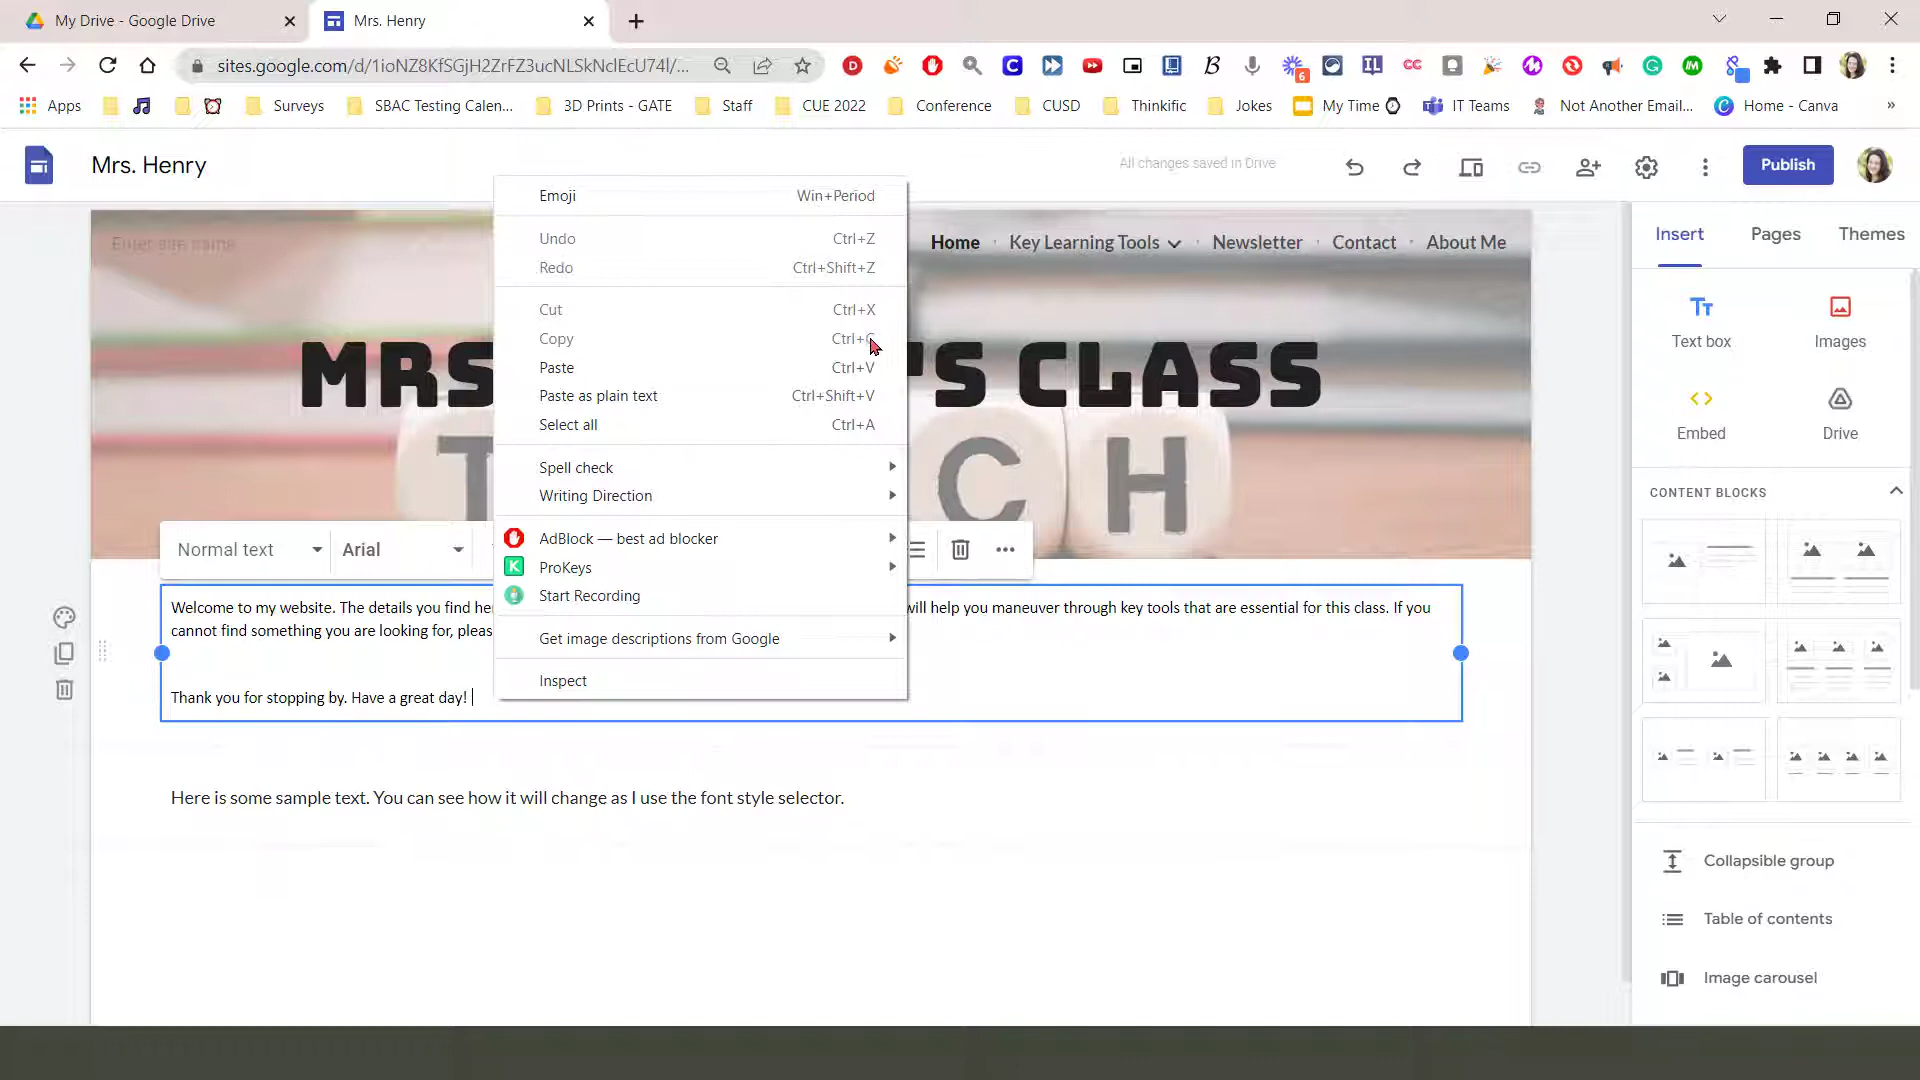 My Drive - Google Drive
Mrs. Henry
sites.google.com/d/1ioNZ8KfSGjH2ZrFZ3ucNLSkNclEcU74l/...
Apps
Surveys
SBAC Testing Calen...
3D Prints - GATE
Staff
CUE 2022
Conference
CUSD
Thinkific
Jokes
My Time
IT Teams
Not Another Email...
Home - Canva
»
Mrs. Henry
All changes saved in Drive
Publish
Enter site name
Home
Key Learning Tools
Newsletter
Contact
About Me
Insert
Pages
Themes
MRS 'S CLASS
T CH
Emoji Win+Period
Undo Ctrl+Z
Redo Ctrl+Shift+Z
Cut Ctrl+X
Copy Ctrl+C
Paste Ctrl+V
Paste as plain text Ctrl+Shift+V
Select all Ctrl+A
Spell check
Writing Direction
AdBlock — best ad blocker
ProKeys
Start Recording
Get image descriptions from Google
Inspect
Normal text
Arial
Welcome to my website. The details you find will help you maneuver through key tools that are essential for this class. If you
cannot find something you are looking for,
Thank you for stopping by. Have a great day!
Here is some sample text. You can see how it will change as I use the font style selector.
Text box
Images
Embed
Drive
CONTENT BLOCKS
Collapsible group
Table of contents
Image carousel